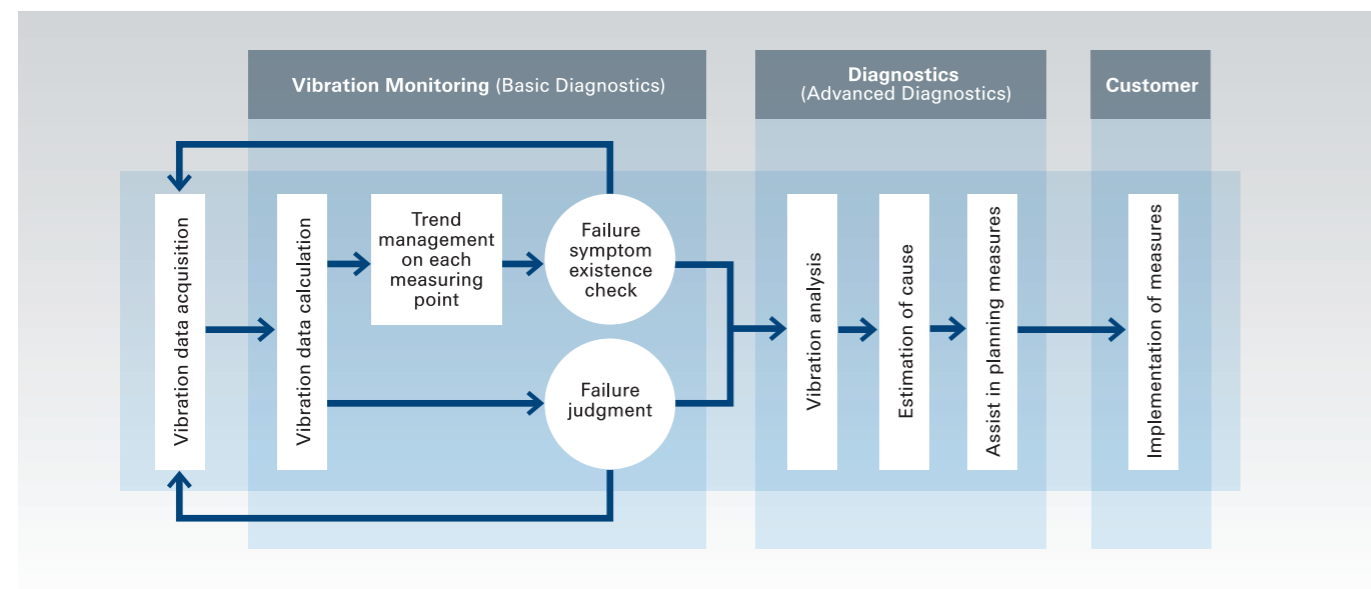 Vibration Monitoring (Basic Diagnostics)
Diagnostics
(Advanced Diagnostics)
Customer
Vibration data acquisition
Vibration data calculation
Trend
management
on each
measuring
point
Failure
symptom
existence
check
Failure
judgment
Vibration analysis
Estimation of cause
Assist in planning measures
Implementation of measures